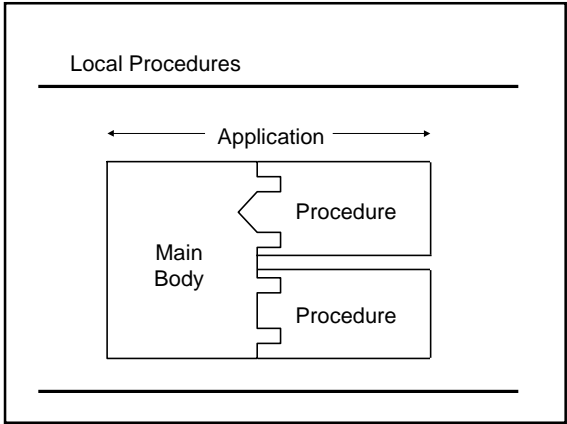 Local Procedures
Application
Procedure
Main
Body
Procedure